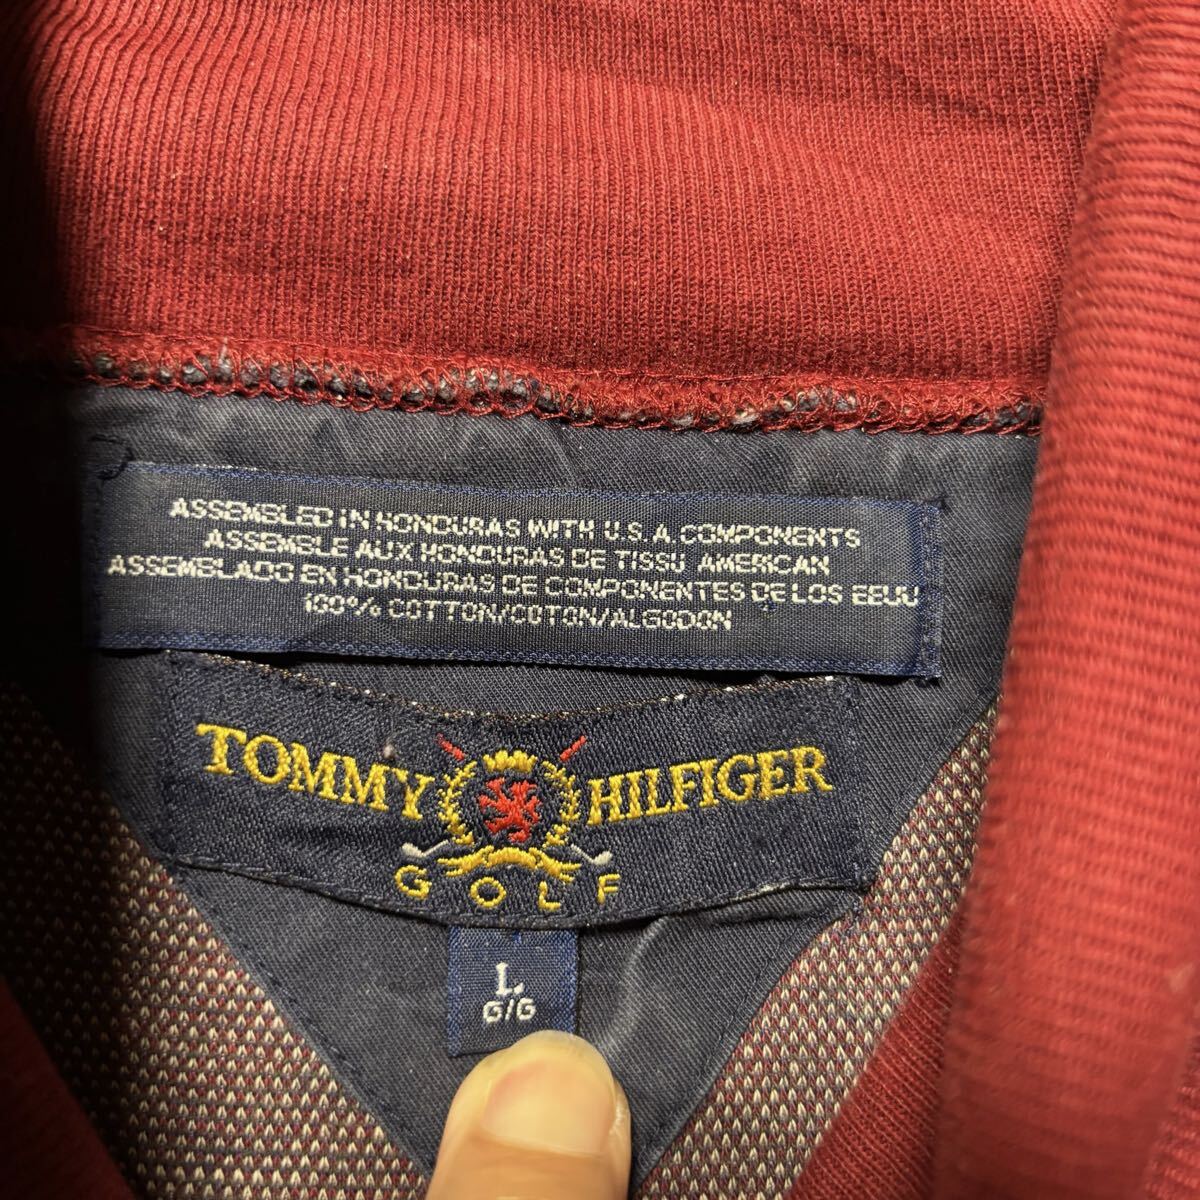 ASSEMBLED IN HONDURAS WITH U.S.A COMPONENTS
ASSEMBLE AUX HONDURAS DE TISSU AMERICAN
ASSEMBLADO EN HONDURAS DE COMPONENTES DE LOS EEUU
100% COTTON/COTON/ALGODON
TOMMY HILFIGER
GOLF
L
G/G